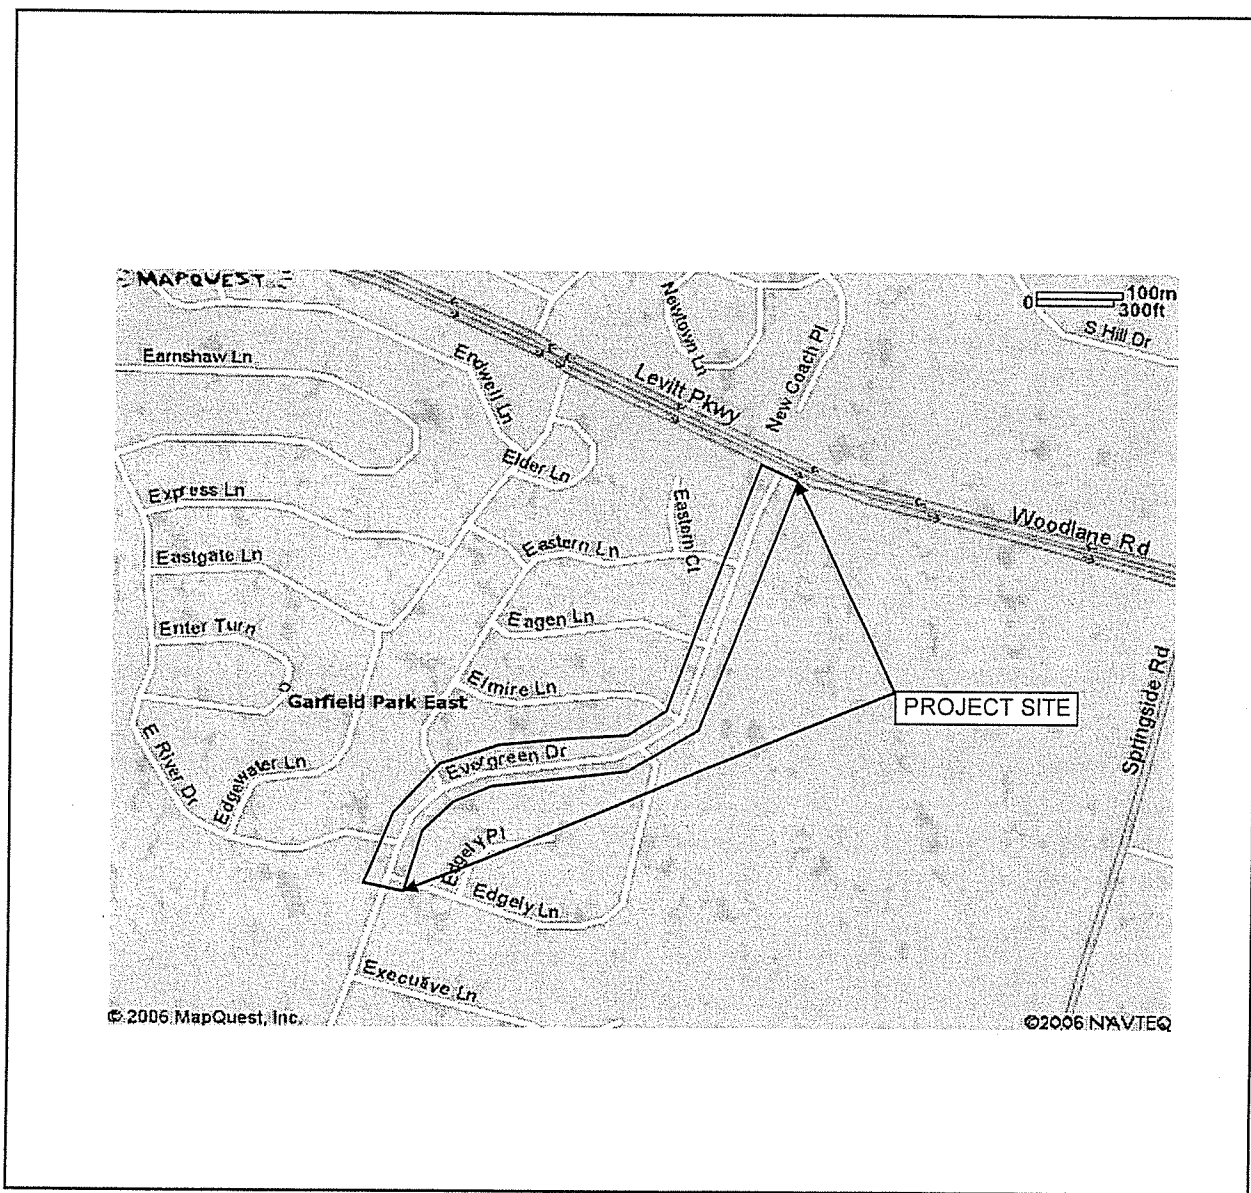 MAPQUEST
100m
0
300ft
S Hill Dr
Newtown Ln
New Coach Pl
Earnshaw Ln
Endwell Ln
Levitt Pkwy
Elder Ln
Express Ln
Eastern Ct
Woodlane Rd
Eastgate Ln
Eastern Ln
Enter Turn
Eagen Ln
Elmire Ln
Garfield Park East
PROJECT SITE
Springside Rd
E River Dr
Edgewater Ln
Evergreen Dr
Edgely Pl
Edgely Ln
Executive Ln
© 2006 MapQuest, Inc.
©2006 NAVTEQ